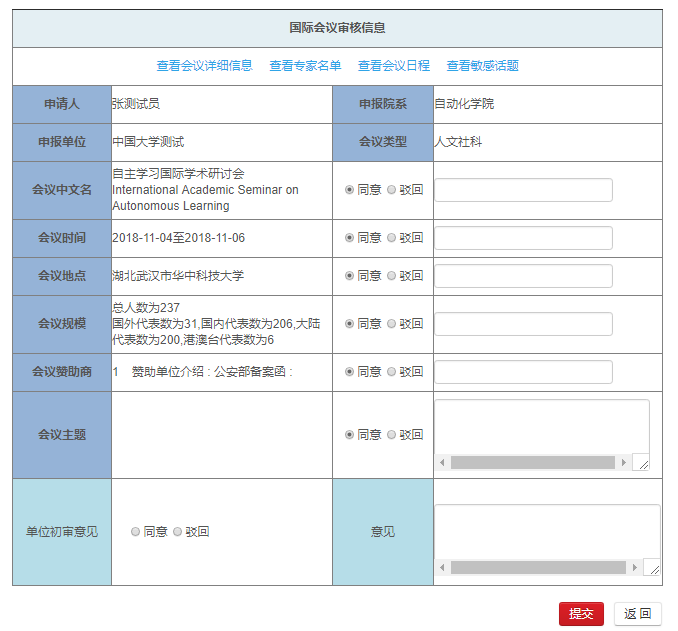 国际会议审核信息
查看会议详细信息 查看专家名单 查看会议日程 查看敏感话题
申请人 张测试员 申报院系 自动化学院
申报单位 中国大学测试 会议类型 人文社科
会议中文名
自主学习国际学术研讨会
International Academic Seminar on
Autonomous Learning
同意 驳回
会议时间 2018-11-04至2018-11-06 同意 驳回
会议地点 湖北武汉市华中科技大学 同意 驳回
会议规模
总人数为237
国外代表数为31,国内代表数为206,大陆
代表数为200,港澳台代表数为6
同意 驳回
会议赞助商 1 赞助单位介绍 : 公安部备案函 : 同意 驳回
会议主题 同意 驳回
单位初审意见 同意 驳回 意见
提交 返 回